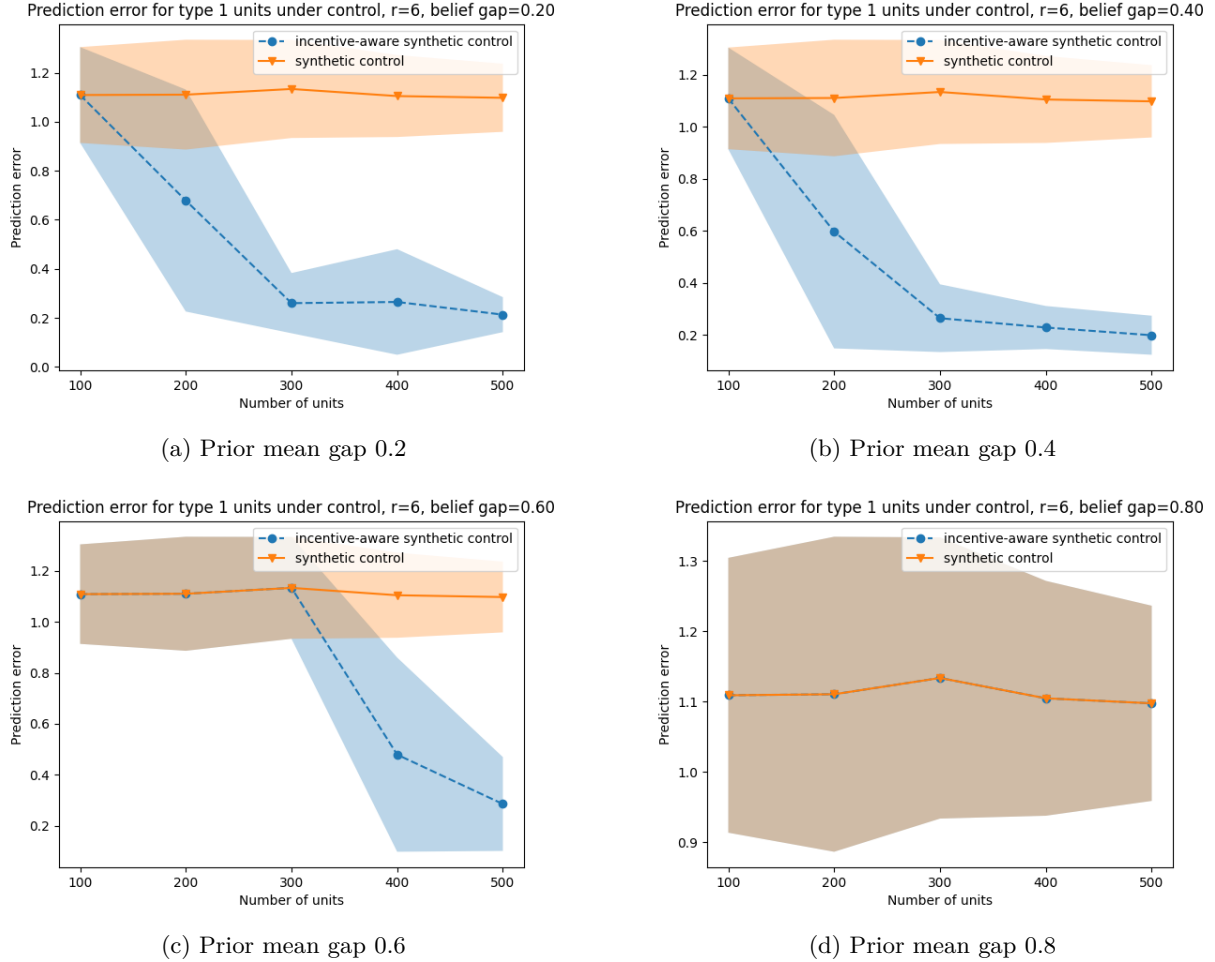 Prediction error for type 1 units under control, r=6, belief gap=0.20
incentive-aware synthetic control
synthetic control
1.2
1.0
0.8
0.6
0.4
0.2
0.0
Prediction error
100 200 300 400 500
Number of units
(a) Prior mean gap 0.2
Prediction error for type 1 units under control, r=6, belief gap=0.40
incentive-aware synthetic control
synthetic control
1.2
1.0
0.8
0.6
0.4
0.2
Prediction error
100 200 300 400 500
Number of units
(b) Prior mean gap 0.4
Prediction error for type 1 units under control, r=6, belief gap=0.60
incentive-aware synthetic control
synthetic control
1.2
1.0
0.8
0.6
0.4
0.2
Prediction error
100 200 300 400 500
Number of units
(c) Prior mean gap 0.6
Prediction error for type 1 units under control, r=6, belief gap=0.80
incentive-aware synthetic control
synthetic control
1.3
1.2
1.1
1.0
0.9
Prediction error
100 200 300 400 500
Number of units
(d) Prior mean gap 0.8